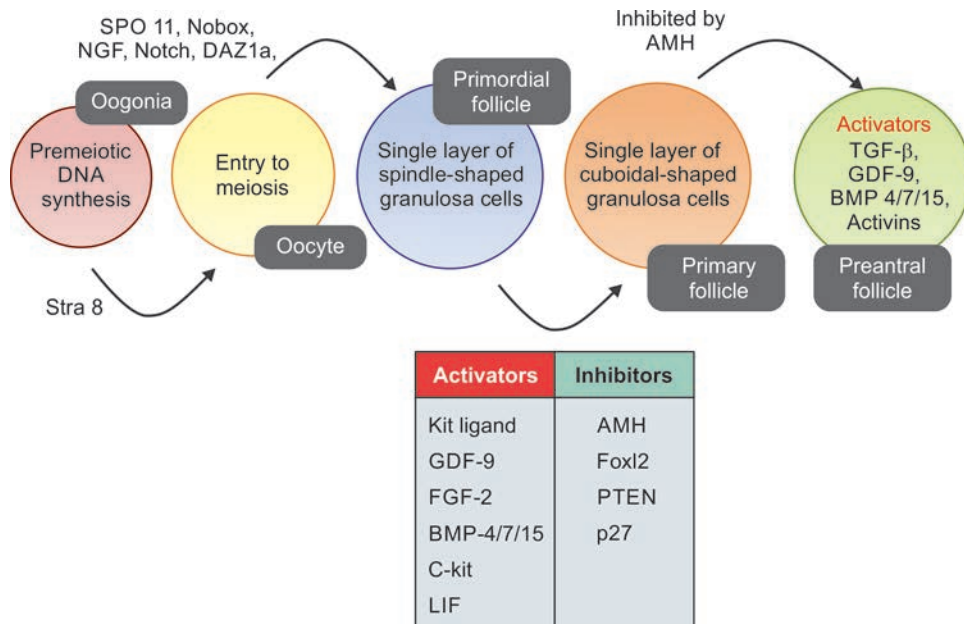 SPO 11, Nobox,
NGF, Notch, DAZ1a,
Inhibited by
AMH
Oogonia
Premeiotic
DNA
synthesis
Entry to
meiosis
Oocyte
Primordial
follicle
Single layer of
spindle-shaped
granulosa cells
Single layer of
cuboidal-shaped
granulosa cells
Primary
follicle
Activators
TGF-β,
GDF-9,
BMP 4/7/15,
Activins
Preantral
follicle
Stra 8
Activators
Inhibitors
Kit ligand
AMH
GDF-9
Foxl2
FGF-2
PTEN
BMP-4/7/15
p27
C-kit
LIF